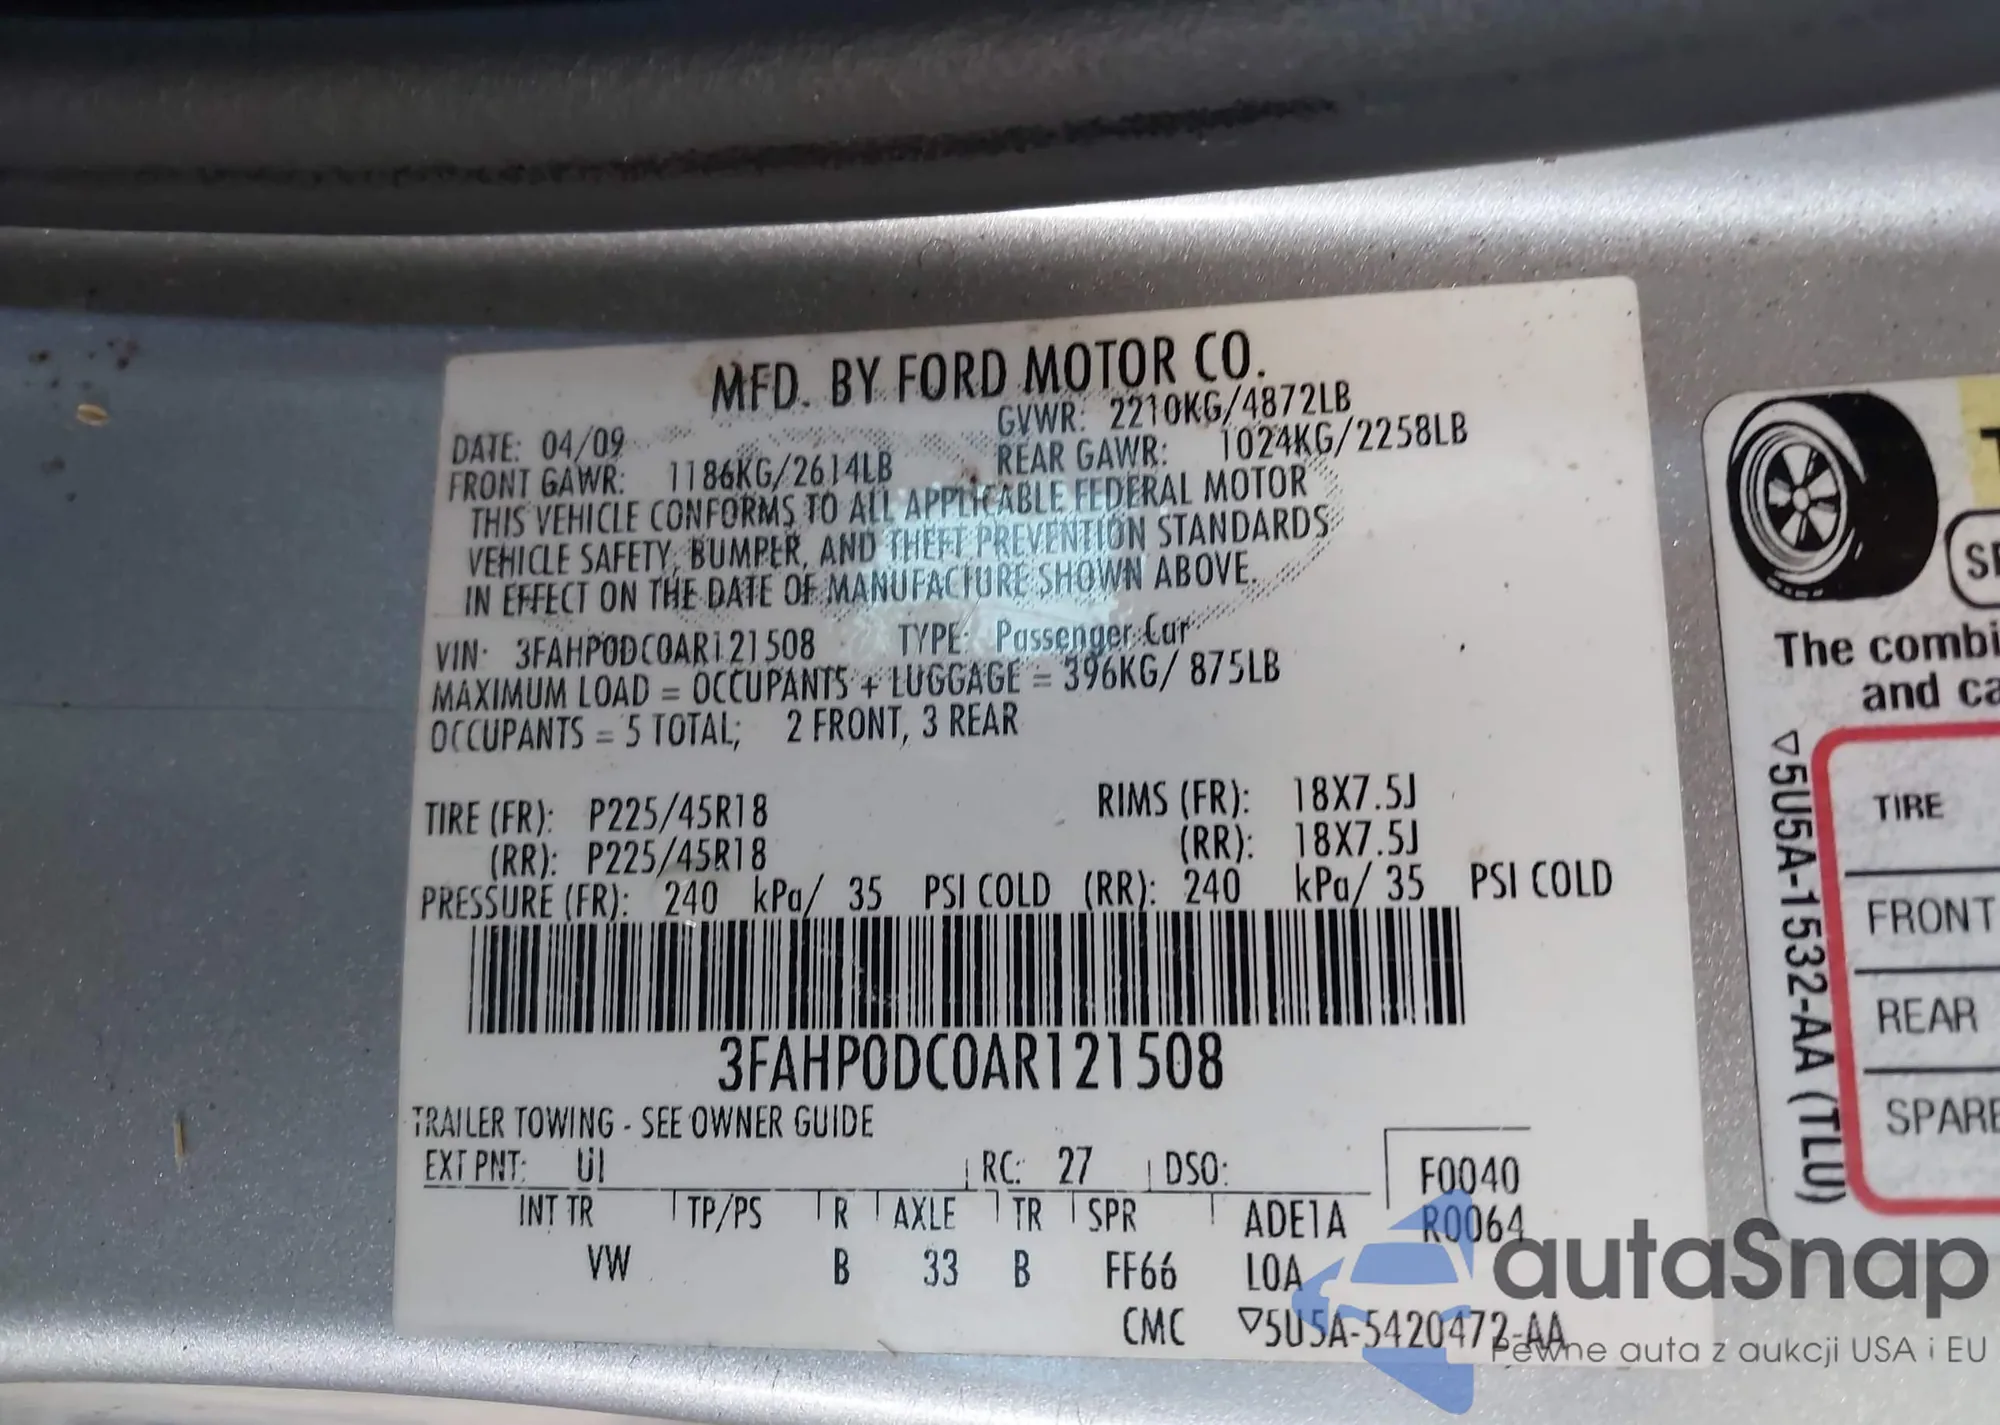 MFD. BY FORD MOTOR CO.
DATE: 04/09 GVWR: 2210KG/4872LB
FRONT GAWR: 1186KG/2614LB REAR GAWR: 1024KG/2258LB
THIS VEHICLE CONFORMS TO ALL APPLICABLE FEDERAL MOTOR
VEHICLE SAFETY, BUMPER, AND THEFT PREVENTION STANDARDS
IN EFFECT ON THE DATE OF MANUFACTURE SHOWN ABOVE.
VIN: 3FAHP0DC0AR121508 TYPE: Passenger Car
MAXIMUM LOAD = OCCUPANTS + LUGGAGE = 396KG/ 875LB
OCCUPANTS = 5 TOTAL; 2 FRONT, 3 REAR
TIRE (FR): P225/45R18 RIMS (FR): 18X7.5J
(RR): P225/45R18 (RR): 18X7.5J
PRESSURE (FR): 240 kPa/ 35 PSI COLD (RR): 240 kPa/ 35 PSI COLD
3FAHP0DC0AR121508
TRAILER TOWING - SEE OWNER GUIDE
EXT PNT: UI RC: 27 DSO: F0040
INT TR TP/PS R AXLE TR SPR ADE1A R0064
VW B 33 B FF66 LOA
CMC ▽5U5A-5420472-AA
The combi
and ca
TIRE
FRONT
REAR
SPARE
▽5U5A-1532-AA (TLU)
autaSnap
Pewne auta z aukcji USA i EU